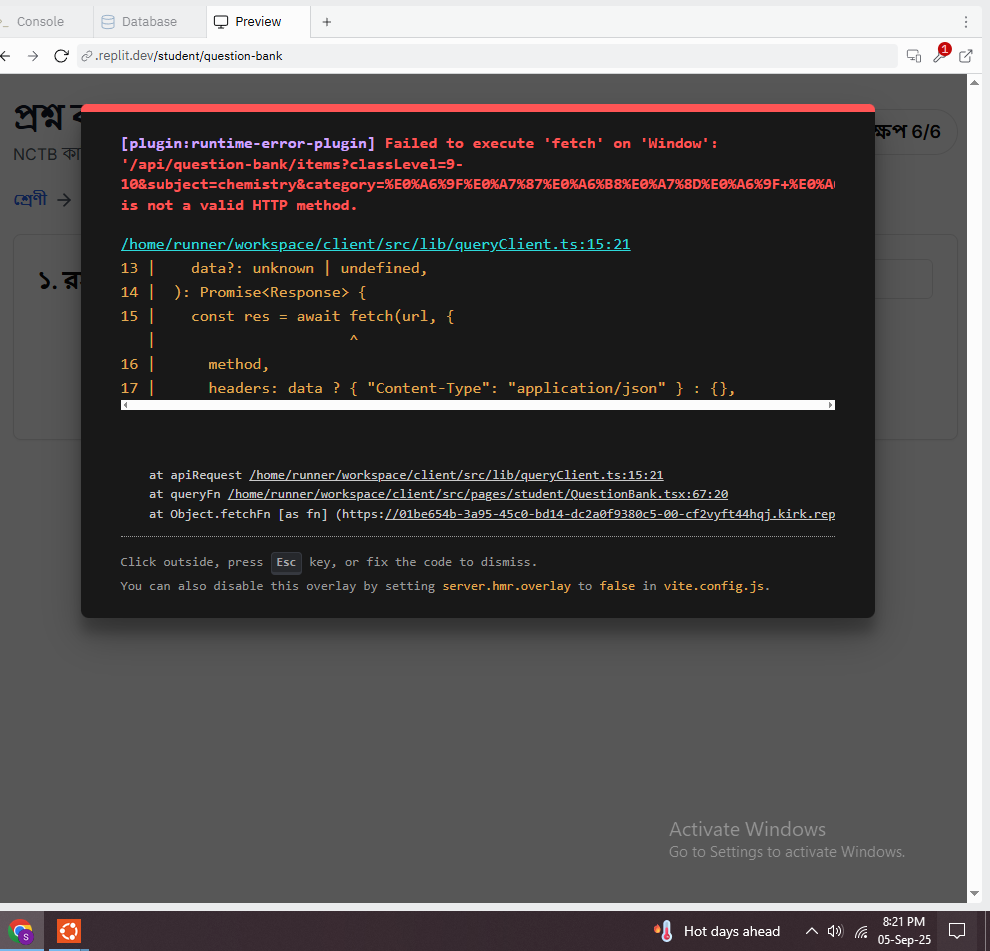 Console
Database
Preview
.replit.dev/student/question-bank
1
প্রশ্ন
ক্ষেপ 6/6
NCTB
শ্রেণী →
১.
[plugin:runtime-error-plugin] Failed to execute 'fetch' on 'Window':
'/api/question-bank/items?classLevel=9-
10&subject=chemistry&category=%E0%A6%9F%E0%A7%87%E0%A6%B8%E0%A7%8D%E0%A6%9F+%E0%A
is not a valid HTTP method.
/home/runner/workspace/client/src/lib/queryClient.ts:15:21
13 | data?: unknown | undefined,
14 | ): Promise<Response> {
15 | const res = await fetch(url, {
| ^
16 | method,
17 | headers: data ? { "Content-Type": "application/json" } : {},
at apiRequest /home/runner/workspace/client/src/lib/queryClient.ts:15:21
at queryFn /home/runner/workspace/client/src/pages/student/QuestionBank.tsx:67:20
at Object.fetchFn [as fn] (https://01be654b-3a95-45c0-bd14-dc2a0f9380c5-00-cf2vyft44hqj.kirk.rep
Click outside, press Esc key, or fix the code to dismiss.
You can also disable this overlay by setting server.hmr.overlay to false in vite.config.js.
Activate Windows
Go to Settings to activate Windows.
S
Hot days ahead
8:21 PM
05-Sep-25